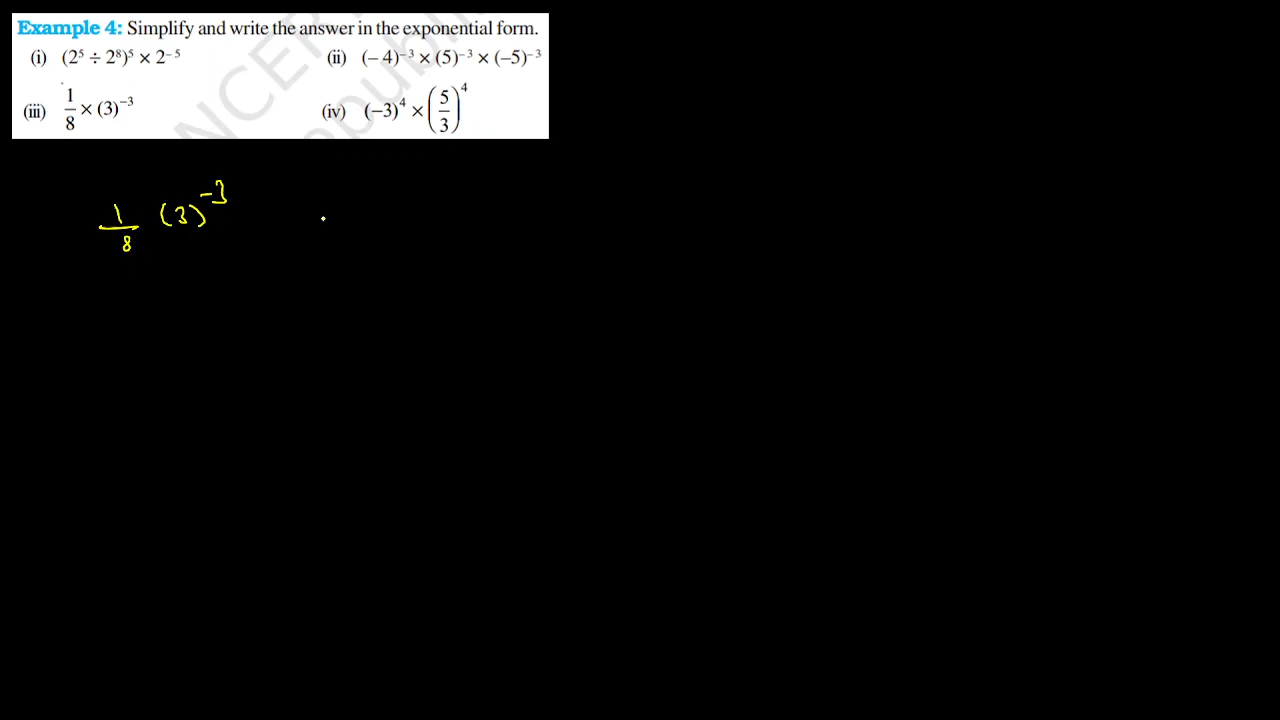 Example 4: Simplify and write the answer in the exponential form.
(i) (2⁵ ÷ 2⁸)⁵ × 2⁻⁵ (ii) (– 4)⁻³ × (5)⁻³ × (–5)⁻³
(iii) 1/8 × (3)⁻³ (iv) (–3)⁴ × (5/3)⁴
1/8 (3)⁻³